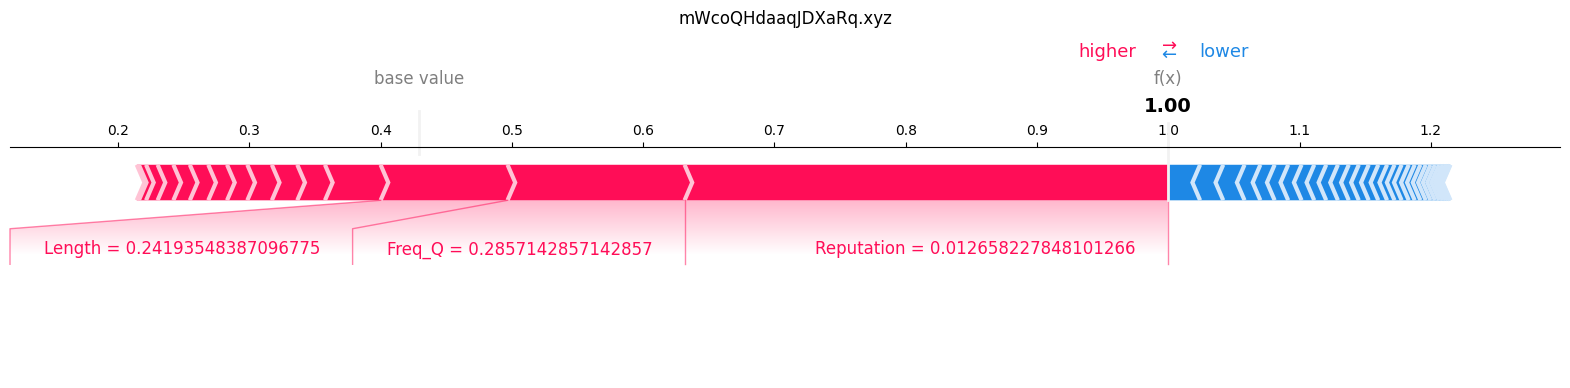 mWcoQHdaaqJDXaRq.xyz
higher → ← lower
base value f(x)
1.00
0.2 0.3 0.4 0.5 0.6 0.7 0.8 0.9 1.0 1.1 1.2
Length = 0.24193548387096775 Freq_Q = 0.2857142857142857 Reputation = 0.012658227848101266